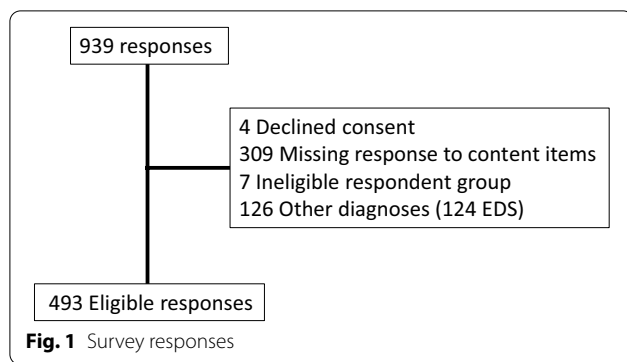 939 responses
4 Declined consent
309 Missing response to content items
7 Ineligible respondent group
126 Other diagnoses (124 EDS)
493 Eligible responses
Fig. 1 Survey responses